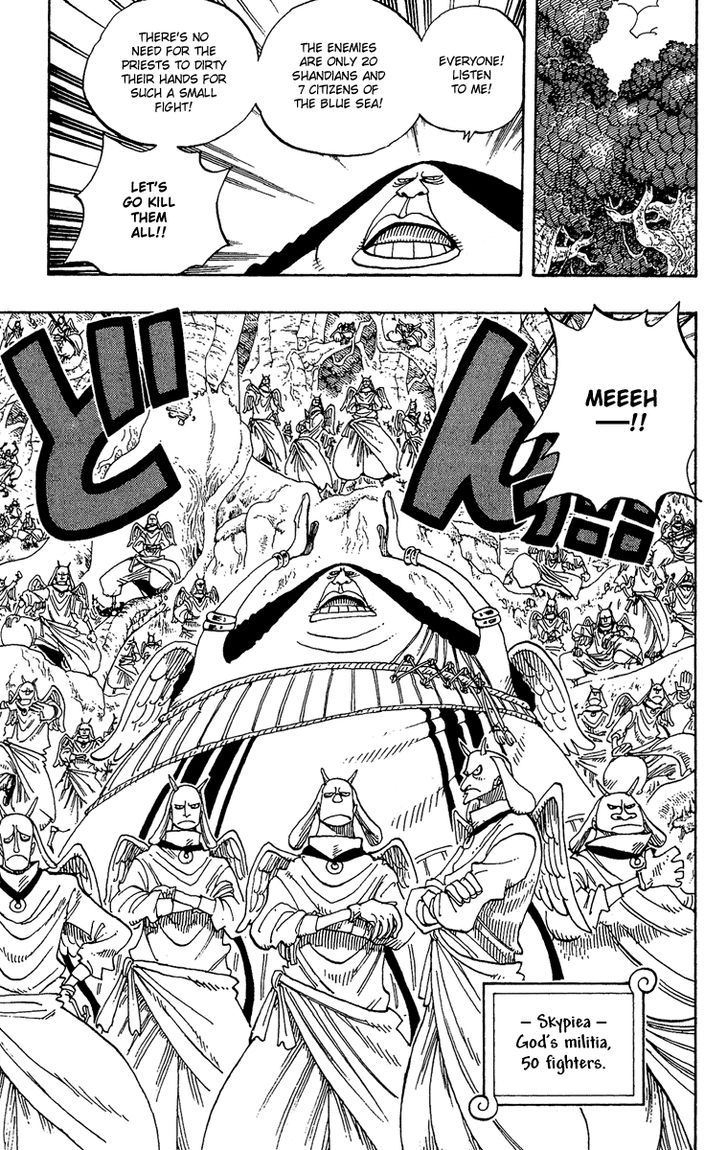 EVERYONE!
LISTEN
TO ME!
THE ENEMIES
ARE ONLY 20
SHANDIANS AND
7 CITIZENS OF
THE BLUE SEA!
THERE'S NO
NEED FOR THE
PRIESTS TO DIRTY
THEIR HANDS FOR
SUCH A SMALL
FIGHT!
LET'S
GO KILL
THEM
ALL!!
MEEEH
—!!
どん
— Skypiea —
God's militia,
50 fighters.